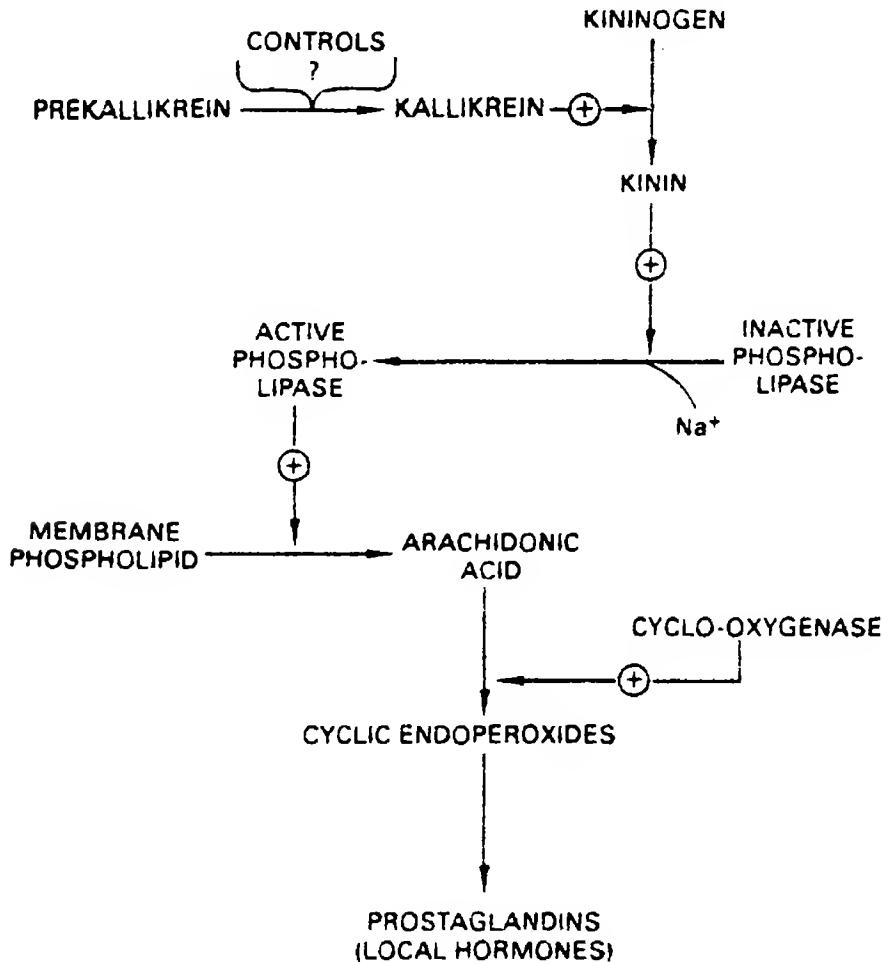 CONTROLS
?
KININOGEN
PREKALLIKREIN
KALLIKREIN
+
KININ
+
ACTIVE
PHOSPHO-
LIPASE
INACTIVE
PHOSPHO-
LIPASE
Na+
+
MEMBRANE
PHOSPHOLIPID
ARACHIDONIC
ACID
CYCLO-OXYGENASE
+
CYCLIC ENDOPEROXIDES
PROSTAGLANDINS
(LOCAL HORMONES)